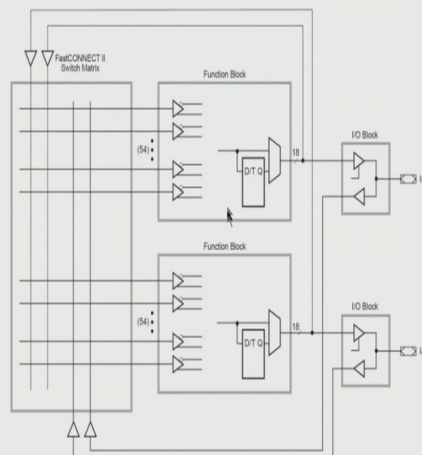 FastCONNECT II
Switch Matrix
Function Block
(54)
D/T Q
18
I/O Block
Function Block
(54)
D/T Q
18
I/O Block